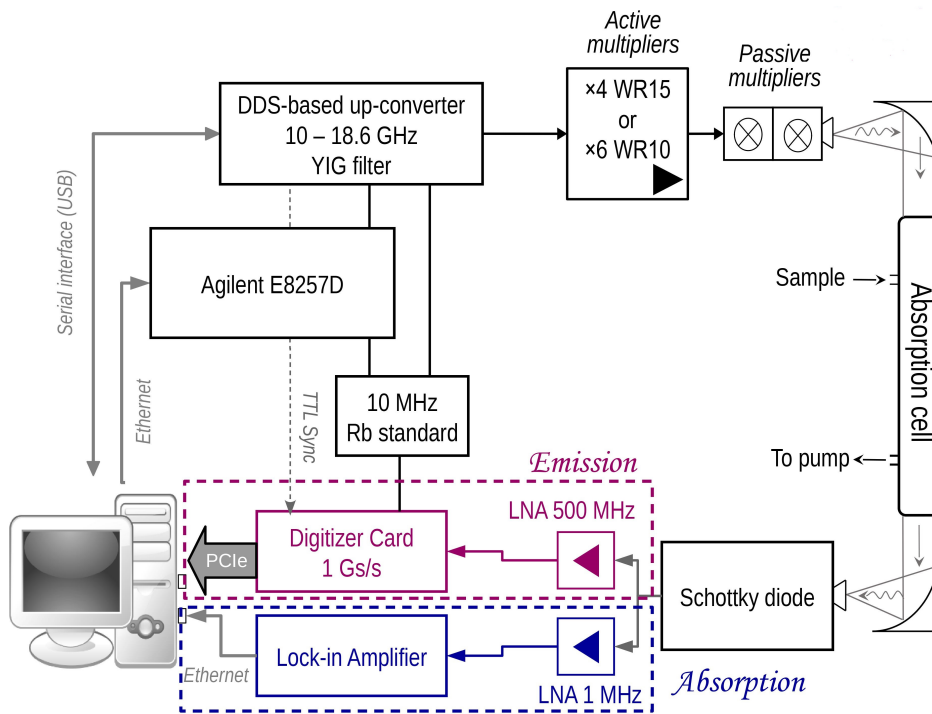 Active
multipliers
Passive
multipliers
DDS-based up-converter
10 – 18.6 GHz
YIG filter
×4 WR15
or
×6 WR10
Serial interface (USB)
Agilent E8257D
Sample
Absorption cell
Ethernet
TTL Sync
10 MHz
Rb standard
To pump
Emission
LNA 500 MHz
Digitizer Card
1 Gs/s
PCIe
Schottky diode
Lock-in Amplifier
Ethernet
LNA 1 MHz
Absorption